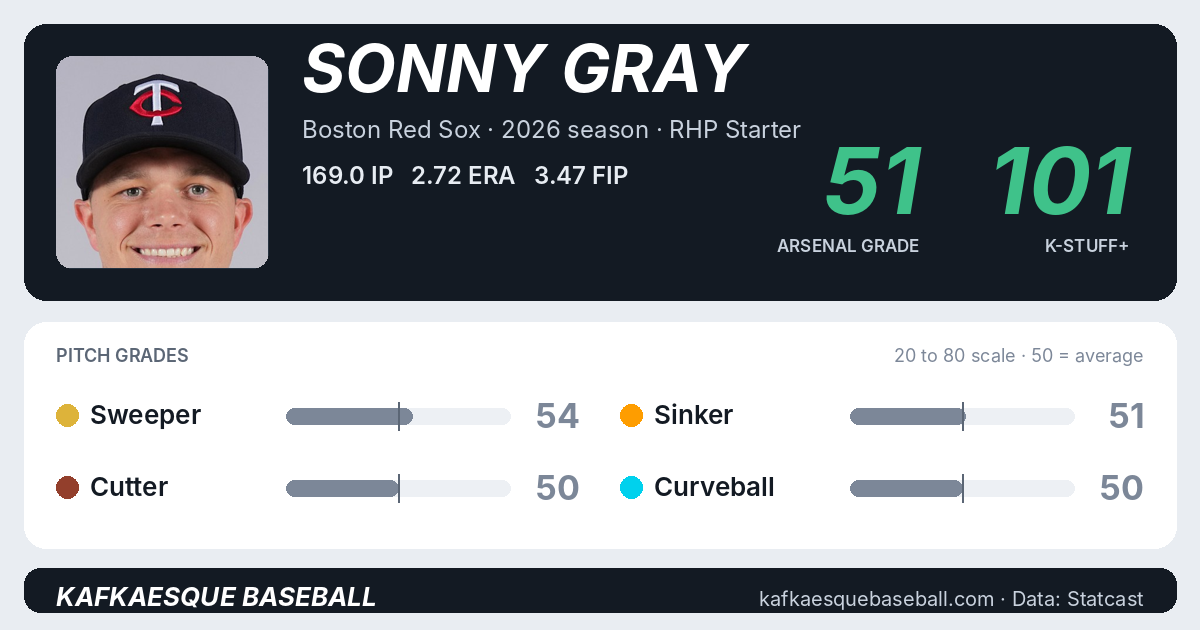 SONNY GRAY
Boston Red Sox · 2026 season · RHP Starter
169.0 IP 2.72 ERA 3.47 FIP
51 101
ARSENAL GRADE K-STUFF+
PITCH GRADES 20 to 80 scale · 50 = average
Sweeper 54 Sinker 51
Cutter 50 Curveball 50
KAFKAESQUE BASEBALL kafkaesquebaseball.com · Data: Statcast